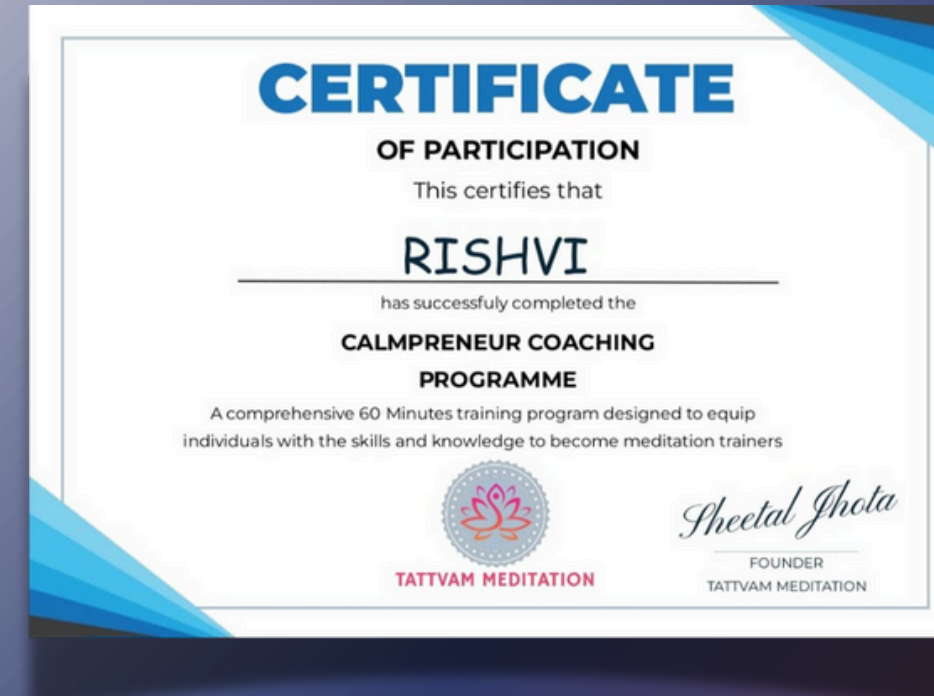 CERTIFICATE
OF PARTICIPATION
This certifies that
RISHVI
has successfuly completed the
CALMPRENEUR COACHING
PROGRAMME
A comprehensive 60 Minutes training program designed to equip
individuals with the skills and knowledge to become meditation trainers
TATTVAM MEDITATION
Sheetal Jhota
FOUNDER
TATTVAM MEDITATION